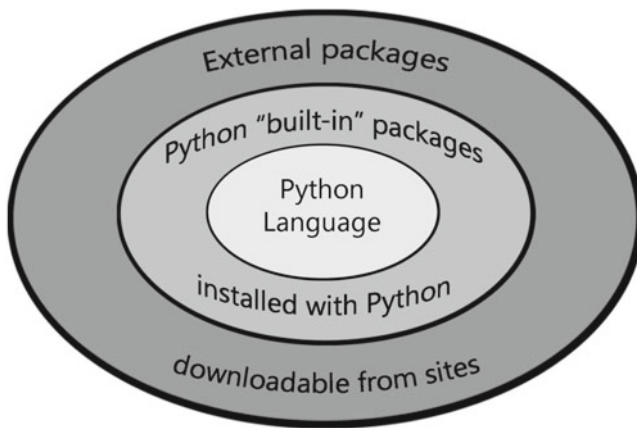 External packages
Python “built-in” packages
Python
Language
installed with Python
downloadable from sites